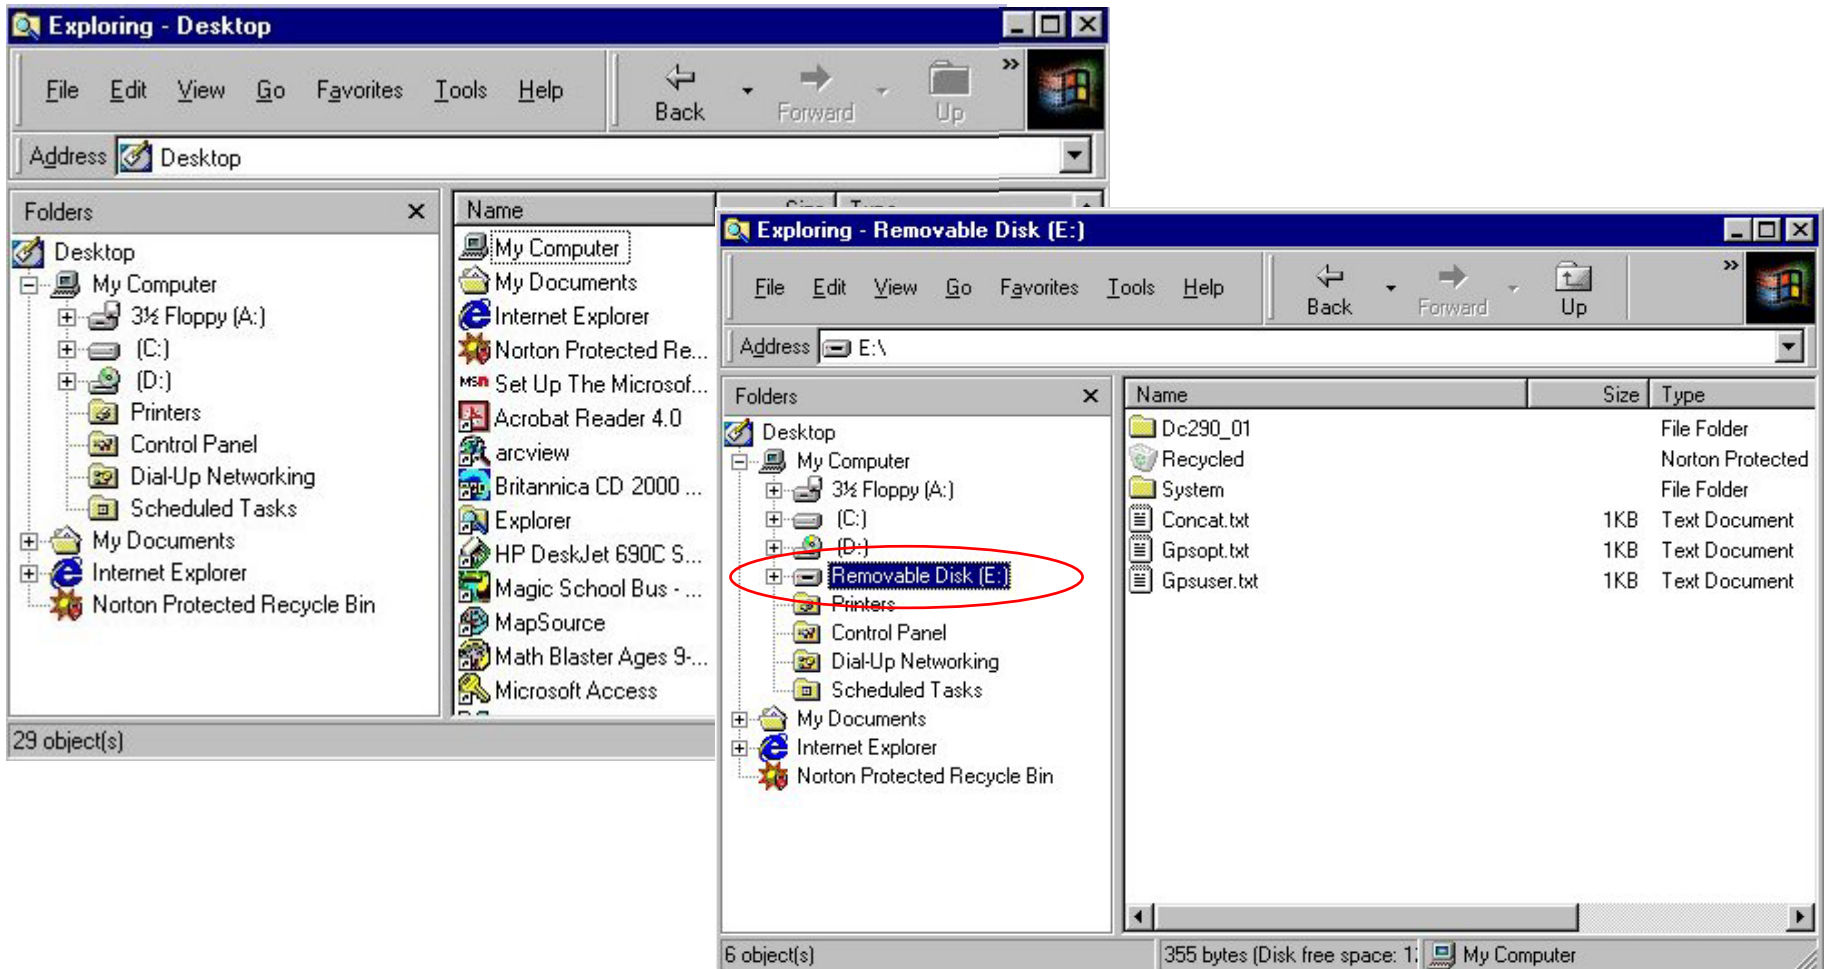 Exploring - Desktop
File Edit View Go Favorites Tools Help
Back Forward Up
Address Desktop
Folders
Desktop
My Computer
3½ Floppy (A:)
(C:)
(D:)
Printers
Control Panel
Dial-Up Networking
Scheduled Tasks
My Documents
Internet Explorer
Norton Protected Recycle Bin
Name Size Type
My Computer
My Documents
Internet Explorer
Norton Protected Re...
msn Set Up The Microsof...
Acrobat Reader 4.0
arcview
Britannica CD 2000 ...
Explorer
HP DeskJet 690C S...
Magic School Bus - ...
MapSource
Math Blaster Ages 9-...
Microsoft Access
29 object(s)
Exploring - Removable Disk (E:)
File Edit View Go Favorites Tools Help
Back Forward Up
Address E:\
Folders
Desktop
My Computer
3½ Floppy (A:)
(C:)
(D:)
Removable Disk (E:)
Printers
Control Panel
Dial-Up Networking
Scheduled Tasks
My Documents
Internet Explorer
Norton Protected Recycle Bin
Name Size Type
Dc290_01 File Folder
Recycled Norton Protected
System File Folder
Concat.txt 1KB Text Document
Gpsopt.txt 1KB Text Document
Gpsuser.txt 1KB Text Document
6 object(s)
355 bytes (Disk free space: 1
My Computer